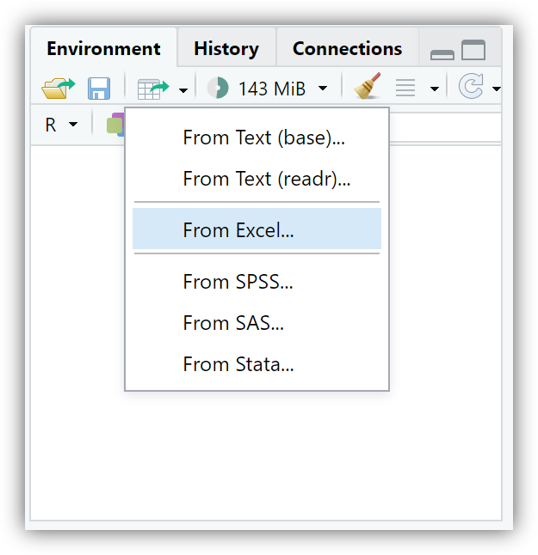 Environment History Connections
143 MiB
R
From Text (base)...
From Text (readr)...
From Excel...
From SPSS...
From SAS...
From Stata...